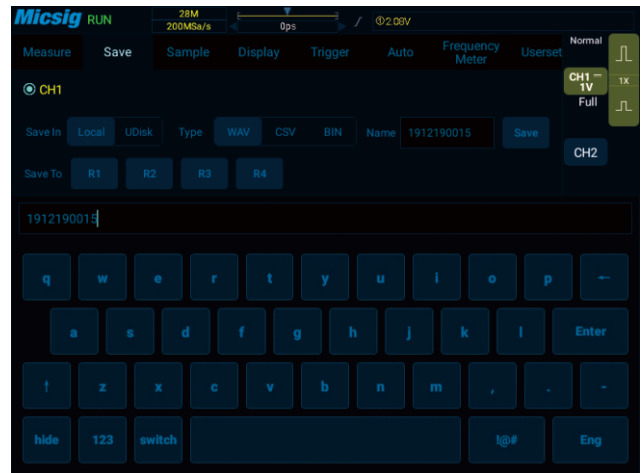 Micsig RUN 28M 200MSa/s 0ps ①2.08V
Measure Save Sample Display Trigger Auto Frequency Meter Userset Normal
CH1 CH1 1V 1X
Full
Save In Local UDisk Type WAV CSV BIN Name 1912190015 Save
CH2
Save To R1 R2 R3 R4
1912190015
q w e r t y u i o p ←
a s d f g h j k l Enter
↑ z x c v b n m , . -
hide 123 switch !@# Eng